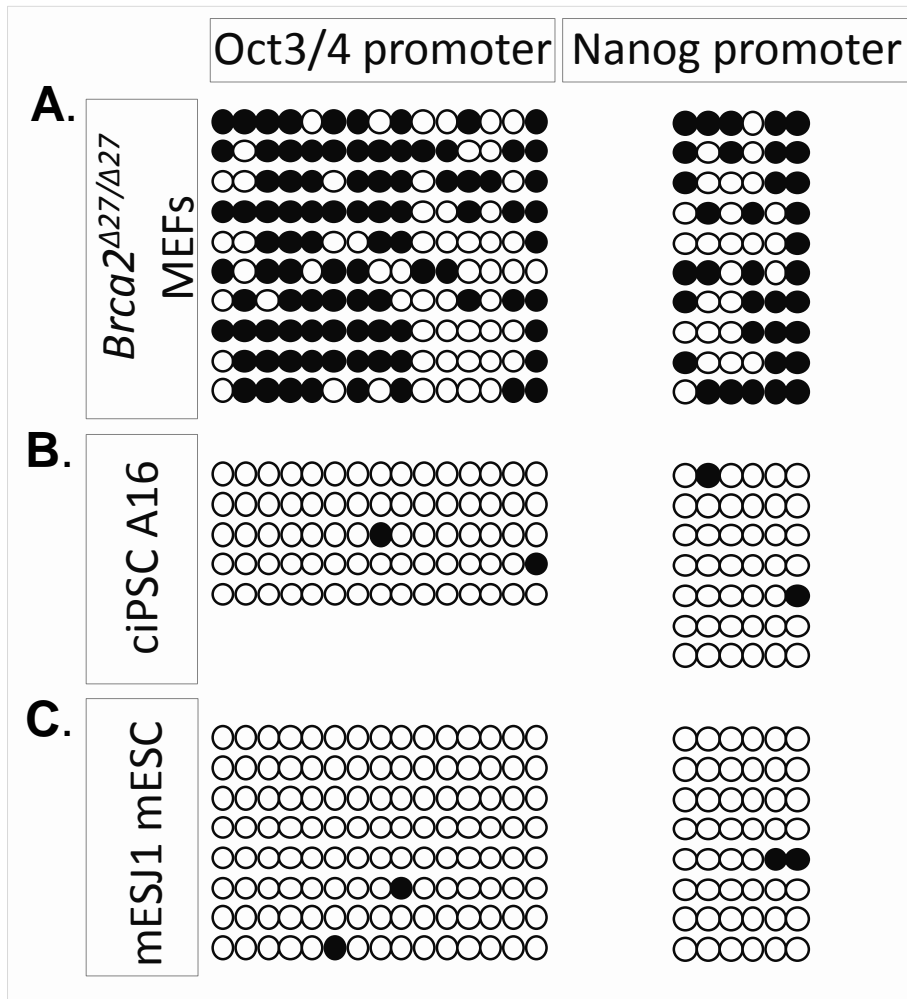 Oct3/4 promoter
Nanog promoter
A.
Brca2Δ27/Δ27
MEFs
B.
ciPSC A16
C.
mESJ1 mESC